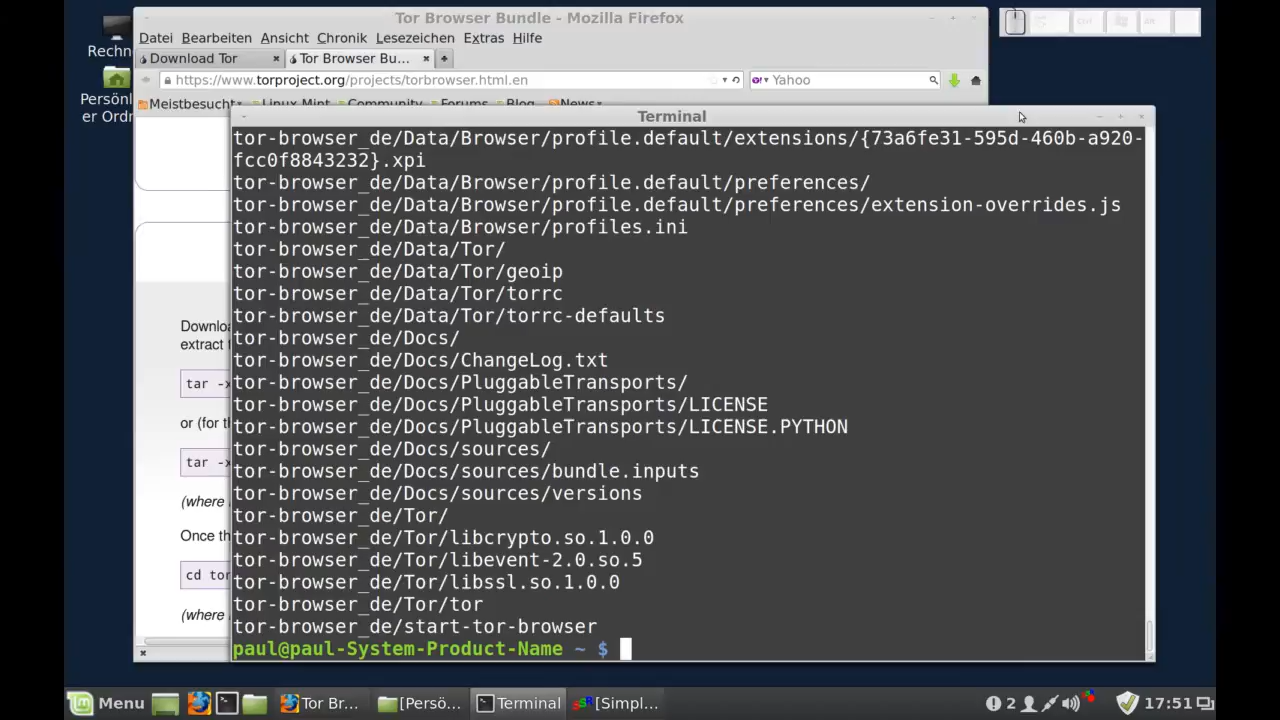 Rechn
Persönl
er Ordn
Tor Browser Bundle - Mozilla Firefox
Datei Bearbeiten Ansicht Chronik Lesezeichen Extras Hilfe
Download Tor
Tor Browser Bu...
https://www.torproject.org/projects/torbrowser.html.en
Yahoo
Meistbesucht Linux Mint Community Forums Blog News
Downloa
extract t
tar -x
or (for th
tar -x
(where
Once th
cd tor
(where
Terminal
tor-browser_de/Data/Browser/profile.default/extensions/{73a6fe31-595d-460b-a920-
fcc0f8843232}.xpi
tor-browser_de/Data/Browser/profile.default/preferences/
tor-browser_de/Data/Browser/profile.default/preferences/extension-overrides.js
tor-browser_de/Data/Browser/profiles.ini
tor-browser_de/Data/Tor/
tor-browser_de/Data/Tor/geoip
tor-browser_de/Data/Tor/torrc
tor-browser_de/Data/Tor/torrc-defaults
tor-browser_de/Docs/
tor-browser_de/Docs/ChangeLog.txt
tor-browser_de/Docs/PluggableTransports/
tor-browser_de/Docs/PluggableTransports/LICENSE
tor-browser_de/Docs/PluggableTransports/LICENSE.PYTHON
tor-browser_de/Docs/sources/
tor-browser_de/Docs/sources/bundle.inputs
tor-browser_de/Docs/sources/versions
tor-browser_de/Tor/
tor-browser_de/Tor/libcrypto.so.1.0.0
tor-browser_de/Tor/libevent-2.0.so.5
tor-browser_de/Tor/libssl.so.1.0.0
tor-browser_de/Tor/tor
tor-browser_de/start-tor-browser
paul@paul-System-Product-Name ~ $
Menu Tor Br... [Persö... Terminal [Simpl... 2 17:51